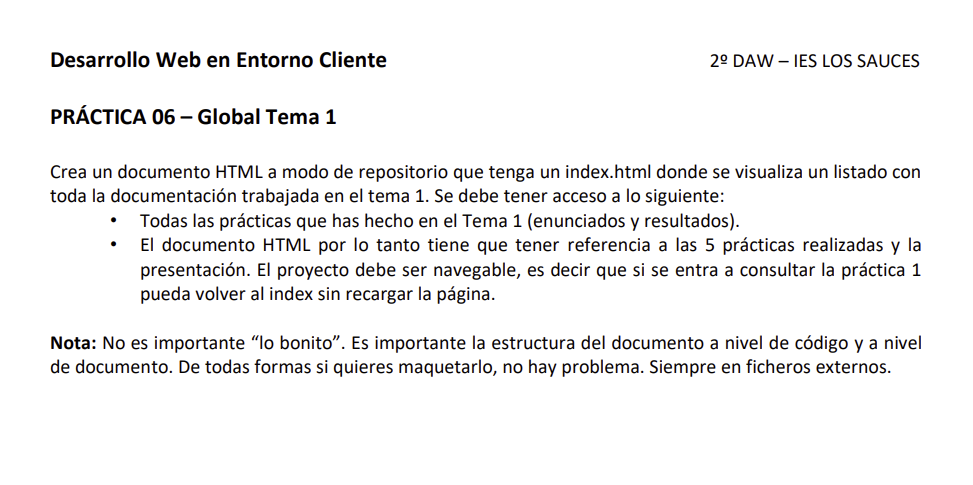 Desarrollo Web en Entorno Cliente 2º DAW – IES LOS SAUCES
PRÁCTICA 06 – Global Tema 1
Crea un documento HTML a modo de repositorio que tenga un index.html donde se visualiza un listado con
toda la documentación trabajada en el tema 1. Se debe tener acceso a lo siguiente:
• Todas las prácticas que has hecho en el Tema 1 (enunciados y resultados).
• El documento HTML por lo tanto tiene que tener referencia a las 5 prácticas realizadas y la
presentación. El proyecto debe ser navegable, es decir que si se entra a consultar la práctica 1
pueda volver al index sin recargar la página.
Nota: No es importante “lo bonito”. Es importante la estructura del documento a nivel de código y a nivel
de documento. De todas formas si quieres maquetarlo, no hay problema. Siempre en ficheros externos.